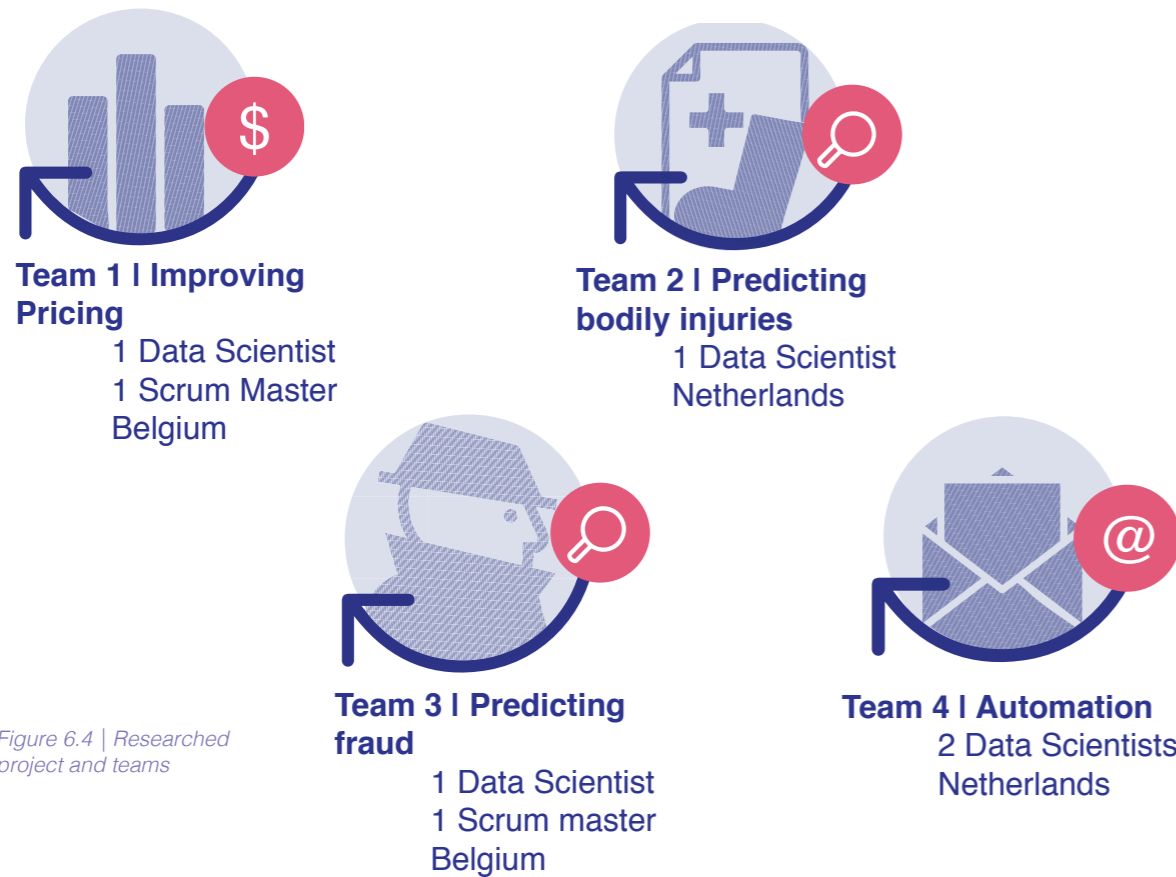 $
Team 1 | Improving
Pricing
1 Data Scientist
1 Scrum Master
Belgium
Team 2 | Predicting
bodily injuries
1 Data Scientist
Netherlands
Team 3 | Predicting
fraud
1 Data Scientist
1 Scrum master
Belgium
@
Team 4 | Automation
2 Data Scientists
Netherlands
Figure 6.4 | Researched
project and teams